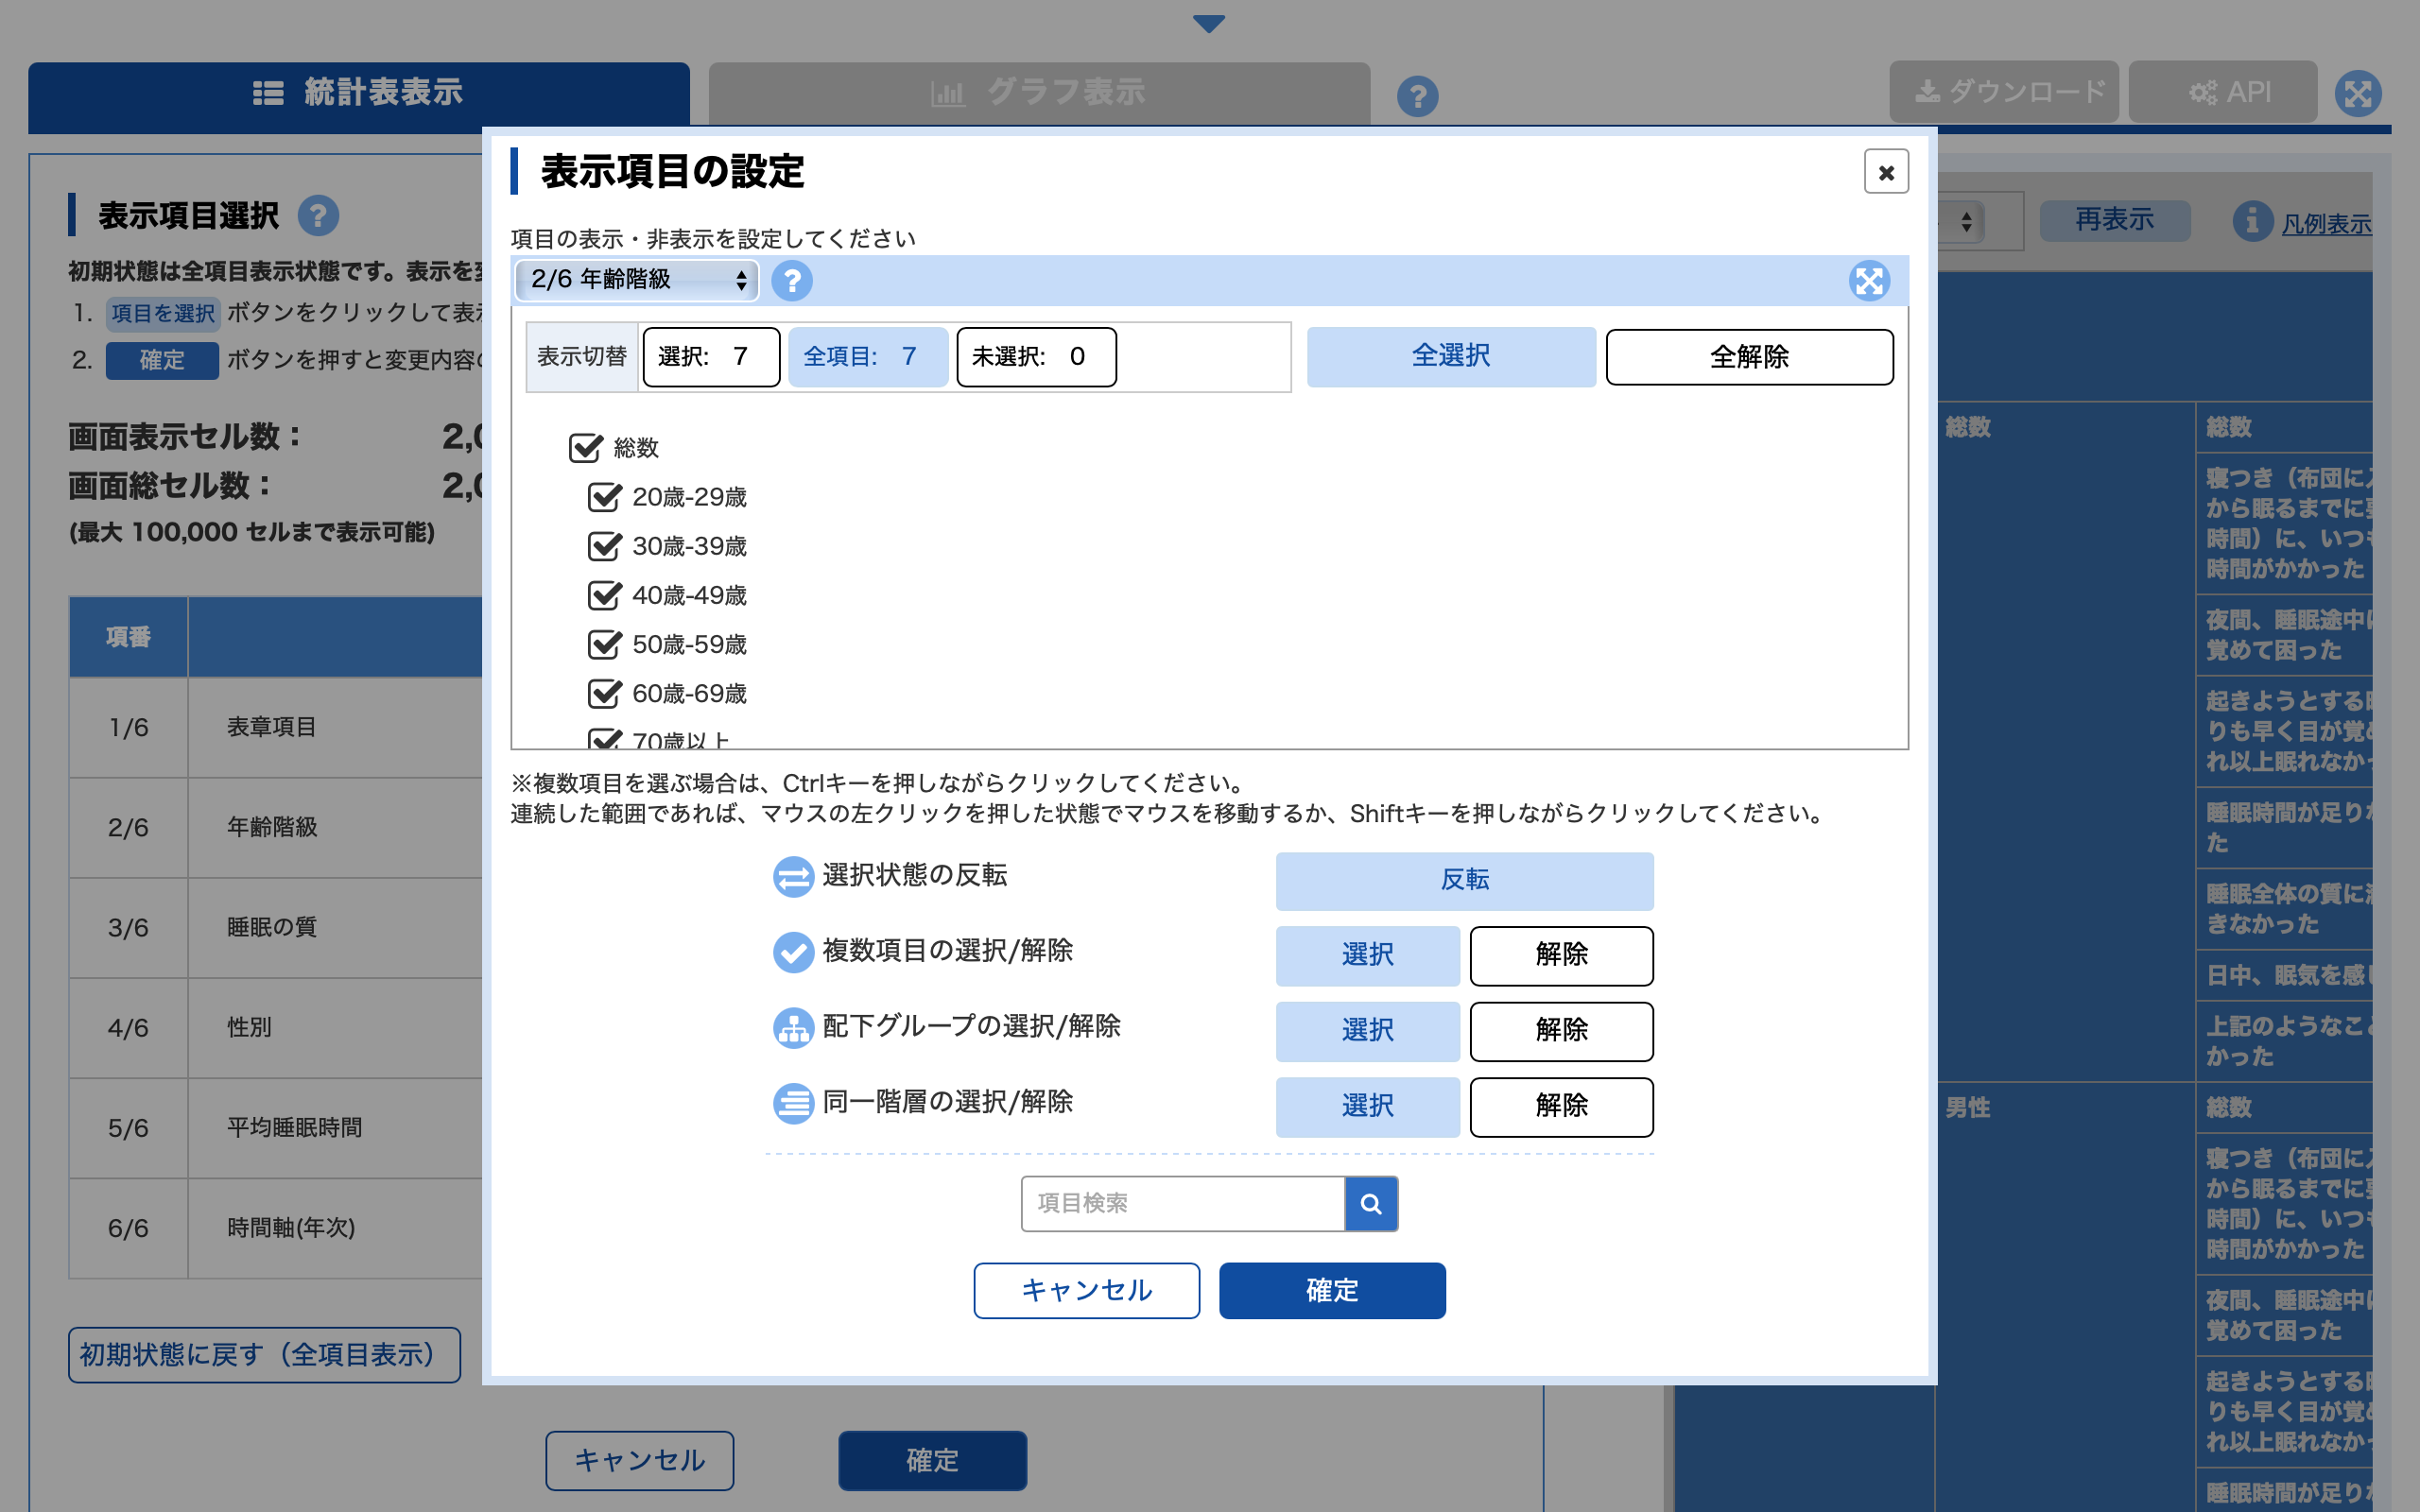 統計表表示
グラフ表示
ダウンロード
API
表示項目選択
初期状態は全項目表示状態です。表示を
1. 項目を選択 ボタンをクリックして表
2. 確定 ボタンを押すと変更内容
画面表示セル数：
2,
画面総セル数：
2,
(最大 100,000 セルまで表示可能)
項番
1/6 表章項目
2/6 年齢階級
3/6 睡眠の質
4/6 性別
5/6 平均睡眠時間
6/6 時間軸(年次)
初期状態に戻す（全項目表示）
キャンセル
確定
表示項目の設定
項目の表示・非表示を設定してください
2/6 年齢階級
表示切替 選択: 7 全項目: 7 未選択: 0
全選択
全解除
総数
20歳-29歳
30歳-39歳
40歳-49歳
50歳-59歳
60歳-69歳
70歳以上
※複数項目を選ぶ場合は、Ctrlキーを押しながらクリックしてください。
連続した範囲であれば、マウスの左クリックを押した状態でマウスを移動するか、Shiftキーを押しながらクリックしてください。
選択状態の反転 反転
複数項目の選択/解除 選択 解除
配下グループの選択/解除 選択 解除
同一階層の選択/解除 選択 解除
項目検索
キャンセル
確定
再表示
凡例表示
総数
総数
寝つき（布団に
から眠るまでに
時間）に、いつ
時間がかかった
夜間、睡眠途中
覚めて困った
起きようとする
りも早く目が覚
れ以上眠れなか
睡眠時間が足り
た
睡眠全体の質に
きなかった
日中、眠気を感
上記のようなこ
かった
男性
総数
寝つき（布団に
から眠るまでに
時間）に、いつ
時間がかかった
夜間、睡眠途中
覚めて困った
起きようとする
りも早く目が覚
れ以上眠れなか
睡眠時間が足り